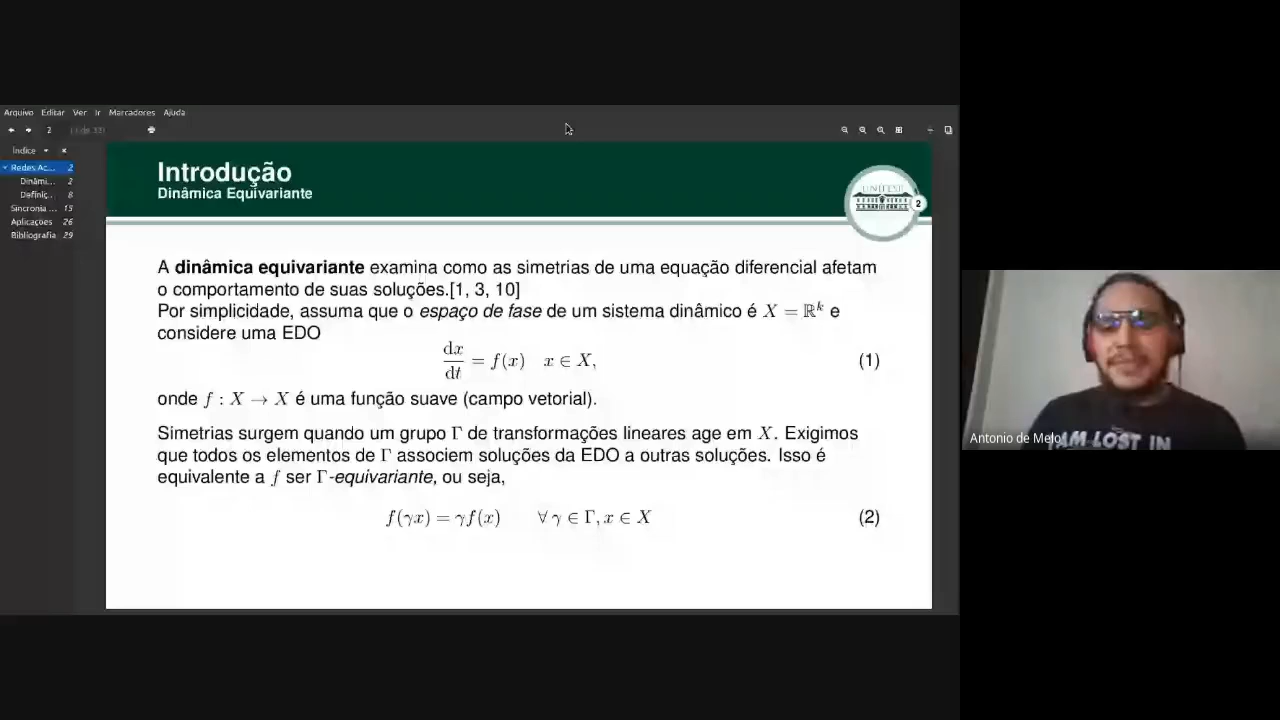 Arquivo Editar Ver Ir Marcadores Ajuda
2
Índice
Redes Ac... 2
Dinâmi... 2
Definiç.. 8
Sincronia ... 13
Aplicações 26
Bibliografia 29
Introdução
Dinâmica Equivariante
2
A dinâmica equivariante examina como as simetrias de uma equação diferencial afetam
o comportamento de suas soluções.[1, 3, 10]
Por simplicidade, assuma que o espaço de fase de um sistema dinâmico é X = ℝᵏ e
considere uma EDO
dx/dt = f(x) x ∈ X, (1)
onde f : X → X é uma função suave (campo vetorial).
Simetrias surgem quando um grupo Γ de transformações lineares age em X. Exigimos
que todos os elementos de Γ associem soluções da EDO a outras soluções. Isso é
equivalente a f ser Γ-equivariante, ou seja,
f(γx) = γf(x) ∀ γ ∈ Γ, x ∈ X (2)
Antonio de Melo
AM LOST IN